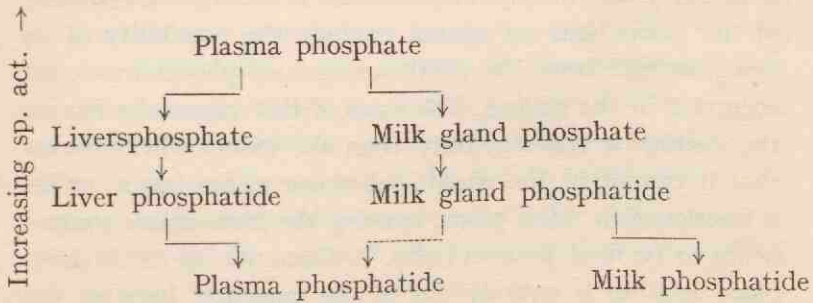 Increasing sp. act. →
Plasma phosphate
Liversphosphate Milk gland phosphate
Liver phosphatide Milk gland phosphatide
Plasma phosphatide Milk phosphatide